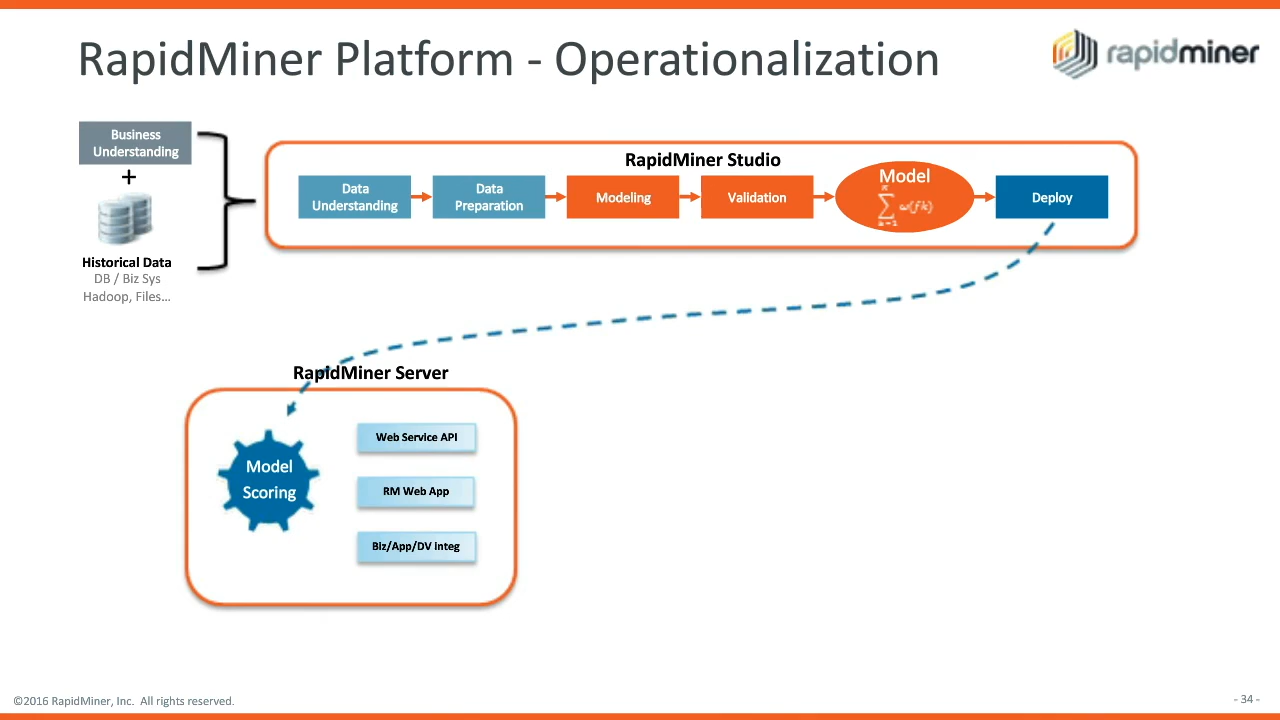 RapidMiner Platform - Operationalization
rapidminer
Business
Understanding
+
Historical Data
DB / Biz Sys
Hadoop, Files…
RapidMiner Studio
Data
Understanding
Data
Preparation
Modeling
Validation
Model
Deploy
RapidMiner Server
Model
Scoring
Web Service API
RM Web App
Biz/App/DV integ
©2016 RapidMiner, Inc. All rights reserved.
- 34 -